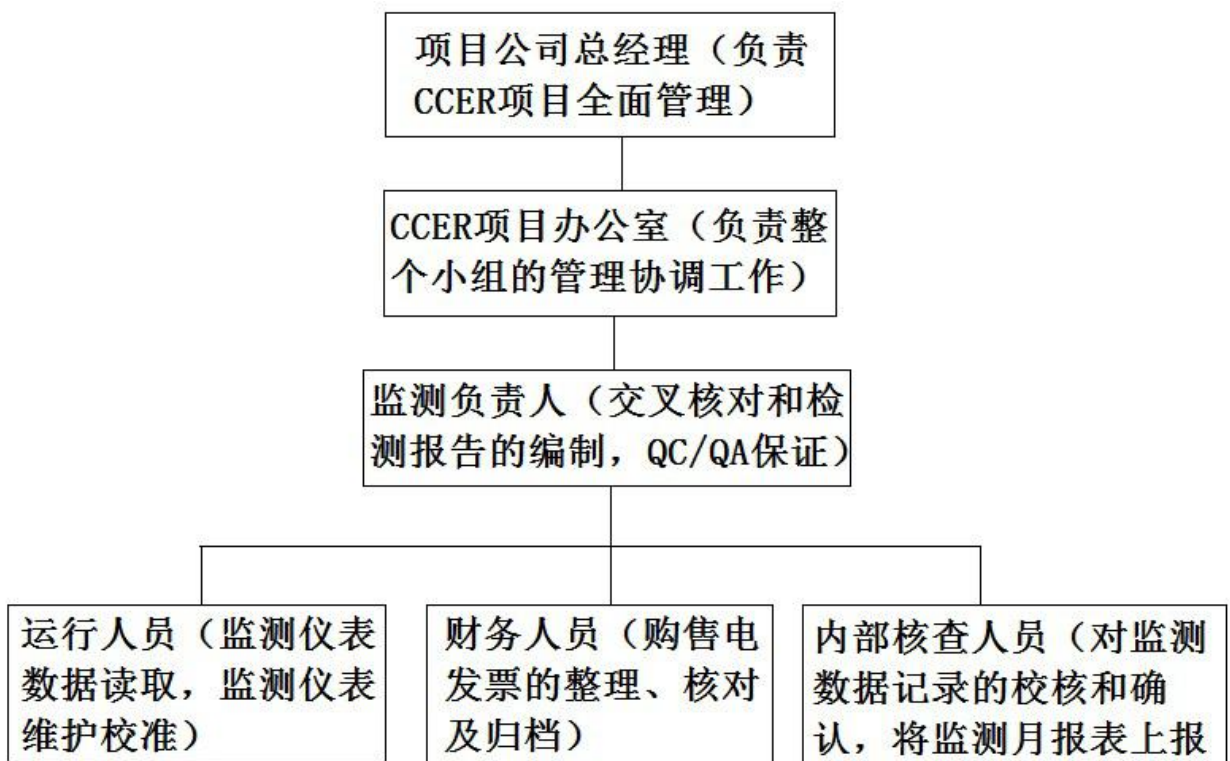 项目公司总经理（负责
CCER项目全面管理）
CCER项目办公室（负责整
个小组的管理协调工作）
监测负责人（交叉核对和检
测报告的编制，QC/QA保证）
运行人员（监测仪表
数据读取，监测仪表
维护校准）
财务人员（购售电
发票的整理、核对
及归档）
内部核查人员（对监测
数据记录的校核和确
认，将监测月报表上报